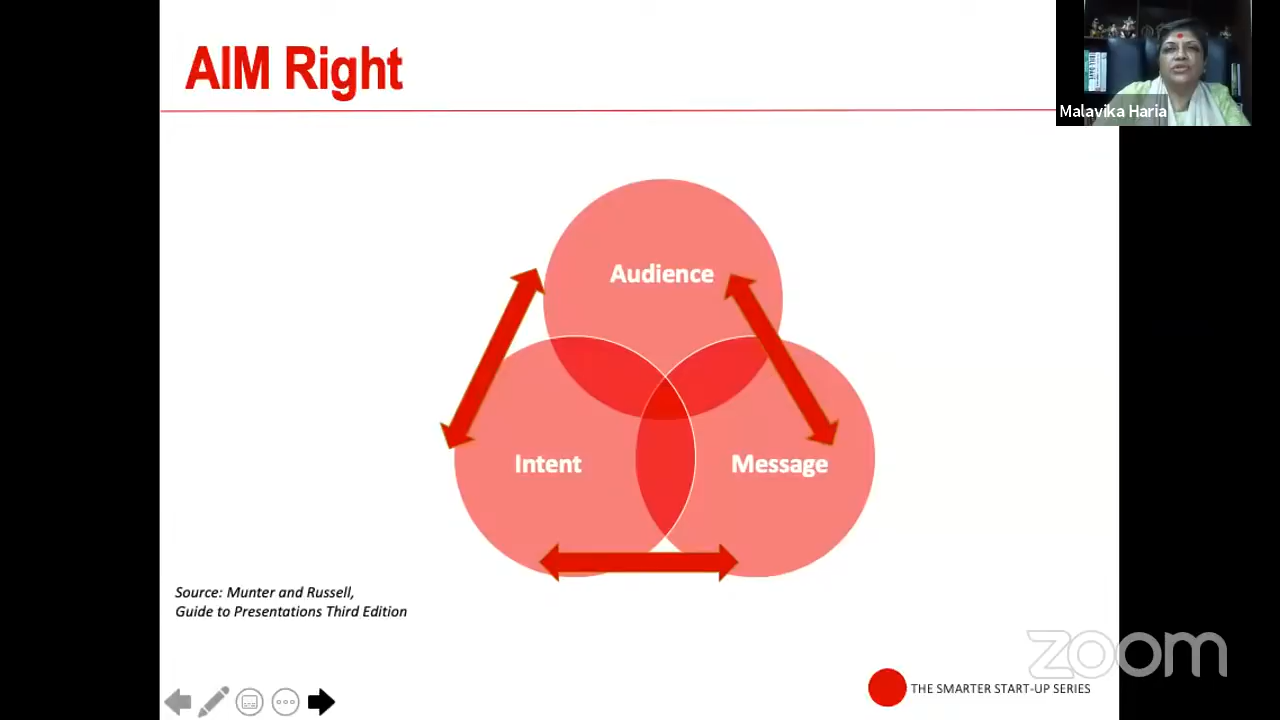 AIM Right
Malavika Haria
Audience
Intent
Message
Source: Munter and Russell,
Guide to Presentations Third Edition
zoom
THE SMARTER START-UP SERIES